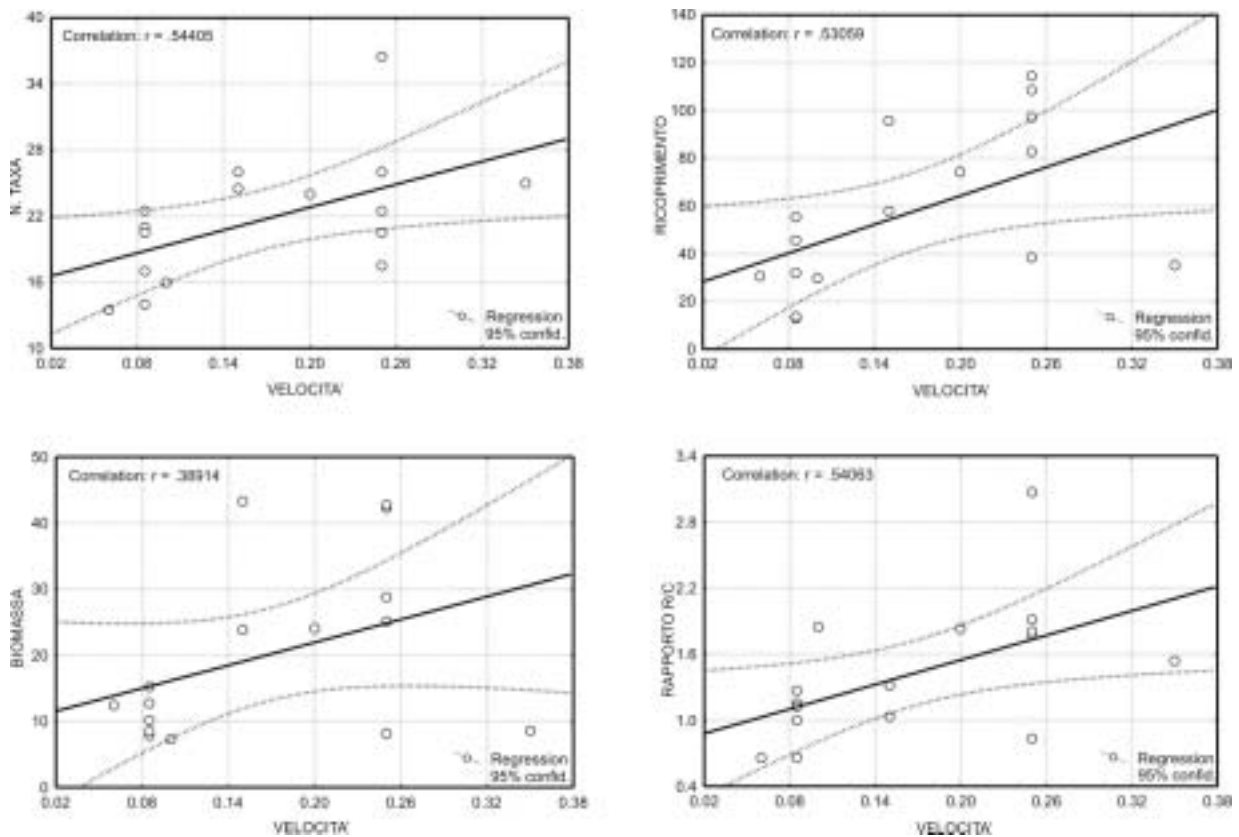 40
34
28
22
16
10
N. TAXA
Correlation: r = .54405
Regression
95% confid.
0.02 0.08 0.14 0.20 0.26 0.32 0.38
VELOCITA'
140
120
100
80
60
40
20
0
RICOPRIMENTO
Correlation: r = .53059
Regression
95% confid.
0.02 0.08 0.14 0.20 0.26 0.32 0.38
VELOCITA'
50
40
30
20
10
0
BIOMASSA
Correlation: r = .38914
Regression
95% confid.
0.02 0.08 0.14 0.20 0.26 0.32 0.38
VELOCITA'
3.4
2.8
2.2
1.6
1.0
0.4
RAPPORTO R/C
Correlation: r = .54063
Regression
95% confid.
0.02 0.08 0.14 0.20 0.26 0.32 0.38
VELOCITA'